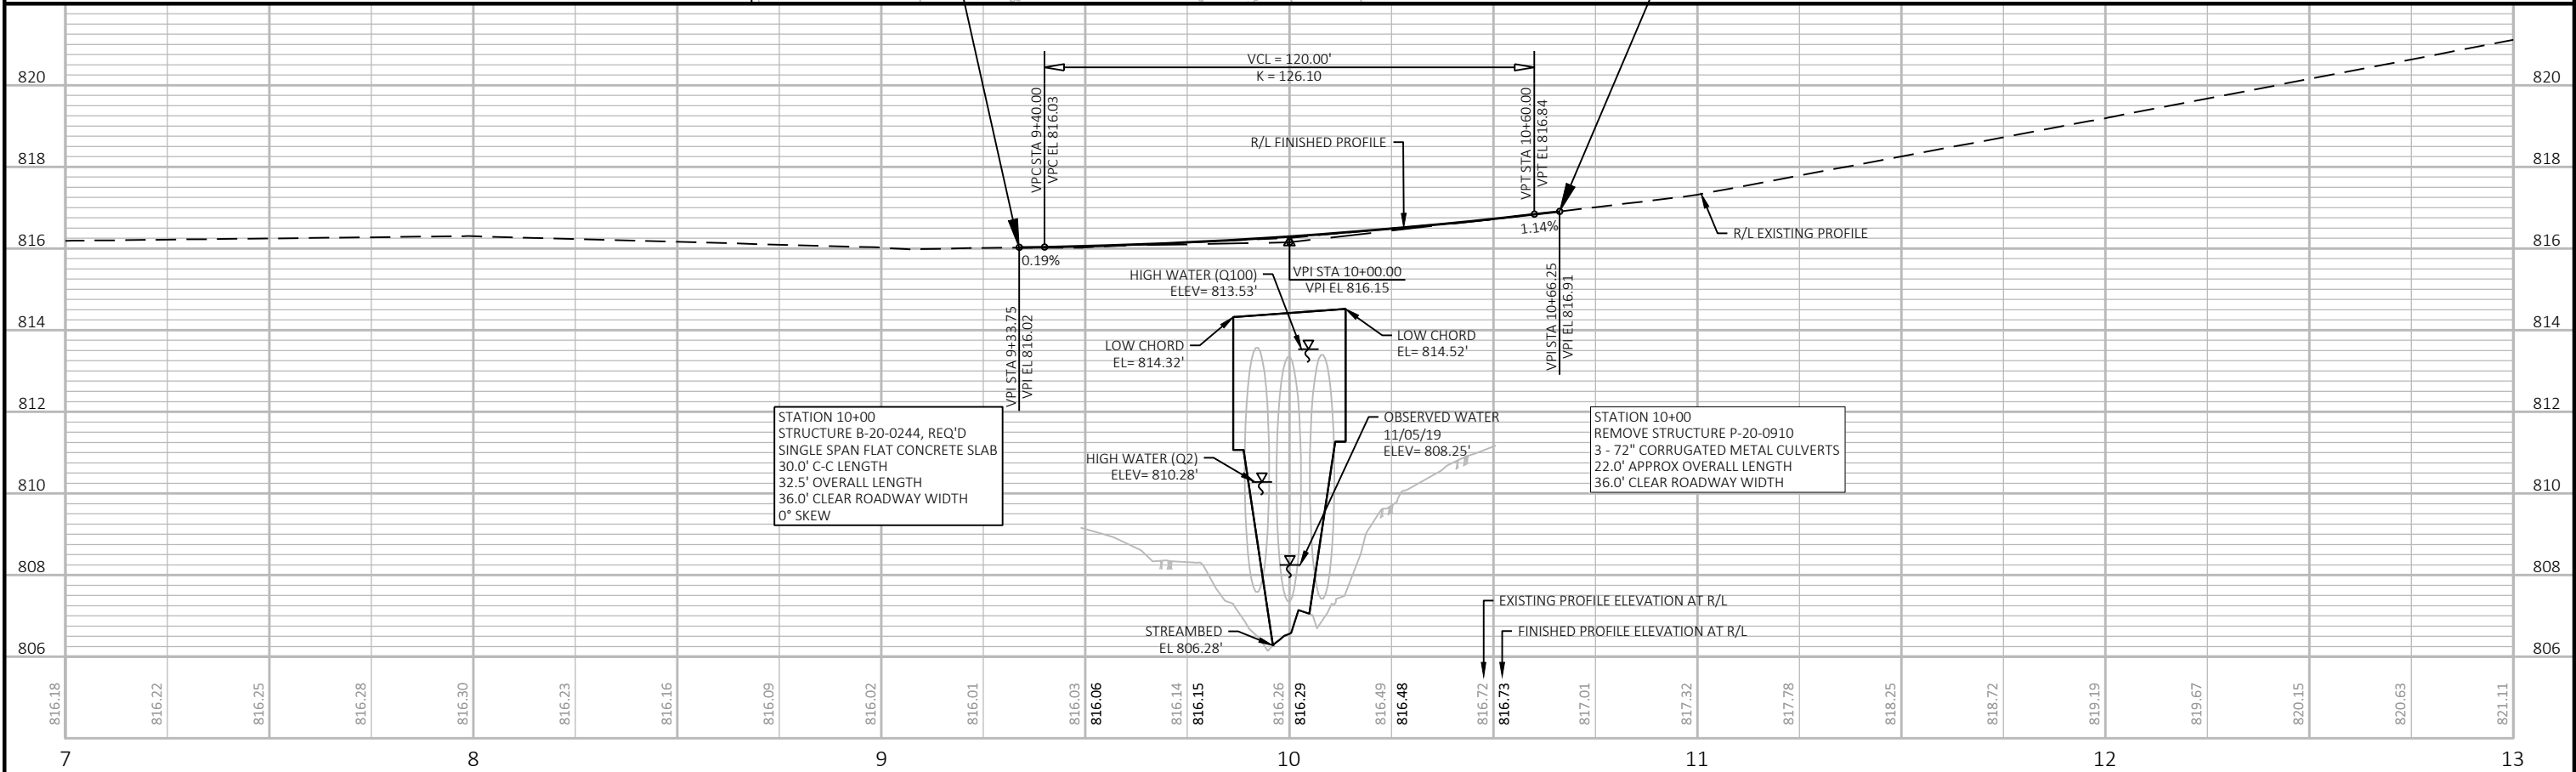 VCL = 120.00'
K = 126.10
820
820
VPC STA 9+40.00
VPC EL 816.03
VPT STA 10+60.00
VPT EL 816.84
R/L FINISHED PROFILE
818
818
816
816
0.19%
1.14%
R/L EXISTING PROFILE
HIGH WATER (Q100)
ELEV= 813.53'
VPI STA 10+00.00
VPI EL 816.15
VPI STA 9+33.75
VPI EL 816.02
VPI STA 10+66.25
VPI EL 816.91
814
814
LOW CHORD
EL= 814.32'
LOW CHORD
EL= 814.52'
812
812
STATION 10+00
STRUCTURE B-20-0244, REQ'D
SINGLE SPAN FLAT CONCRETE SLAB
30.0' C-C LENGTH
32.5' OVERALL LENGTH
36.0' CLEAR ROADWAY WIDTH
0° SKEW
HIGH WATER (Q2)
ELEV= 810.28'
OBSERVED WATER
11/05/19
ELEV= 808.25'
STATION 10+00
REMOVE STRUCTURE P-20-0910
3 - 72" CORRUGATED METAL CULVERTS
22.0' APPROX OVERALL LENGTH
36.0' CLEAR ROADWAY WIDTH
810
810
808
808
EXISTING PROFILE ELEVATION AT R/L
FINISHED PROFILE ELEVATION AT R/L
STREAMBED
EL 806.28'
806
806
816.18
816.22
816.25
816.28
816.30
816.23
816.16
816.09
816.02
816.01
816.03
816.06
816.14
816.15
816.26
816.29
816.49
816.48
816.72
816.73
817.01
817.32
817.78
818.25
818.72
819.19
819.67
820.15
820.63
821.11
7
8
9
10
11
12
13